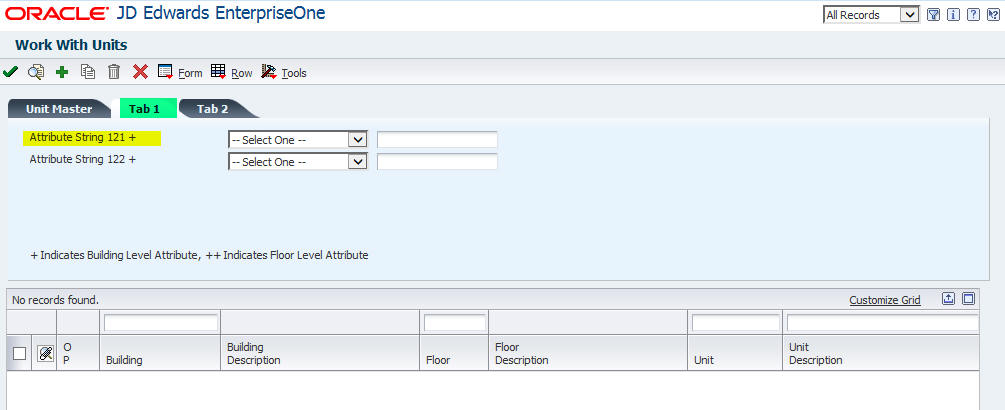 ORACLE JD Edwards EnterpriseOne All Records
Work With Units
Form Row Tools
Unit Master Tab 1 Tab 2
Attribute String 121 + -- Select One --
Attribute String 122 + -- Select One --
+ Indicates Building Level Attribute, ++ Indicates Floor Level Attribute
No records found. Customize Grid
O Building Floor Unit
P Building Description Floor Description Unit Description